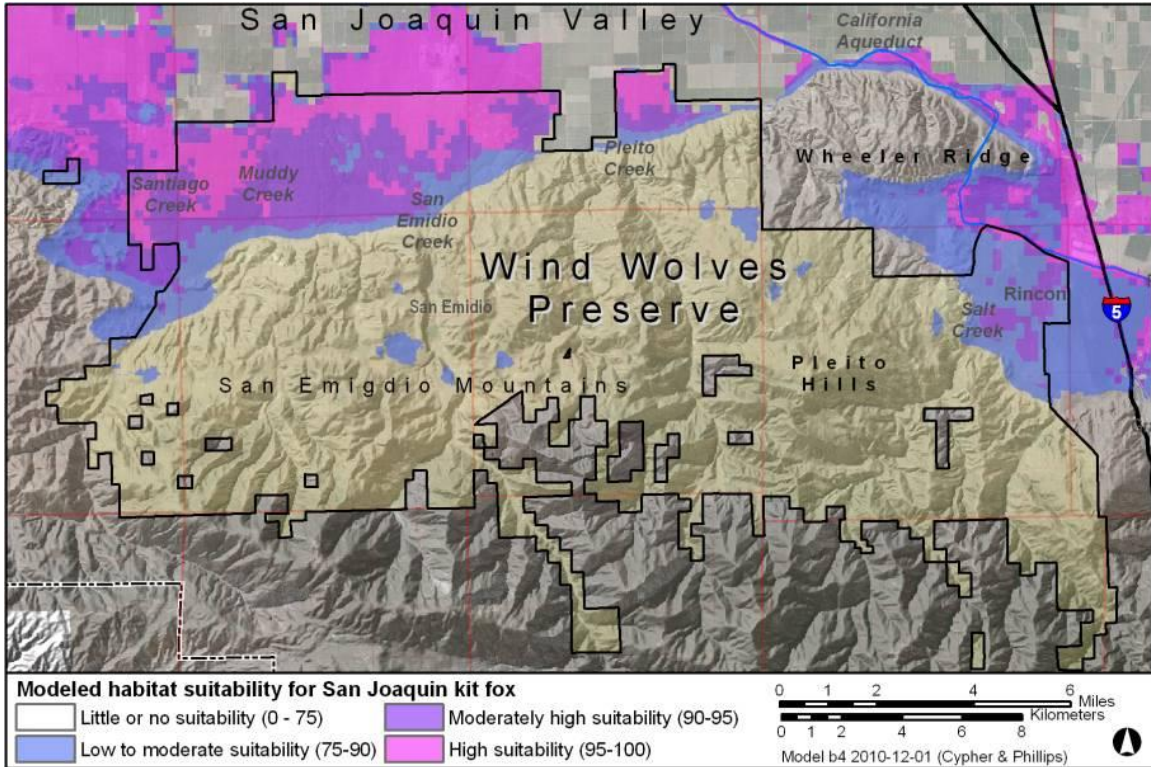 San Joaquin Valley
California
Aqueduct
Pleito
Creek
Wheeler Ridge
Santiago
Creek
Muddy
Creek
San
Emidio
Creek
Wind Wolves
Preserve
San Emidio
Salt
Creek
Rincon
5
San Emigdio Mountains
Pleito
Hills
Modeled habitat suitability for San Joaquin kit fox
Little or no suitability (0 - 75)
Moderately high suitability (90-95)
Low to moderate suitability (75-90)
High suitability (95-100)
0 1 2 4 6
Miles
Kilometers
0 1 2 4 6 8
Model b4 2010-12-01 (Cypher & Phillips)